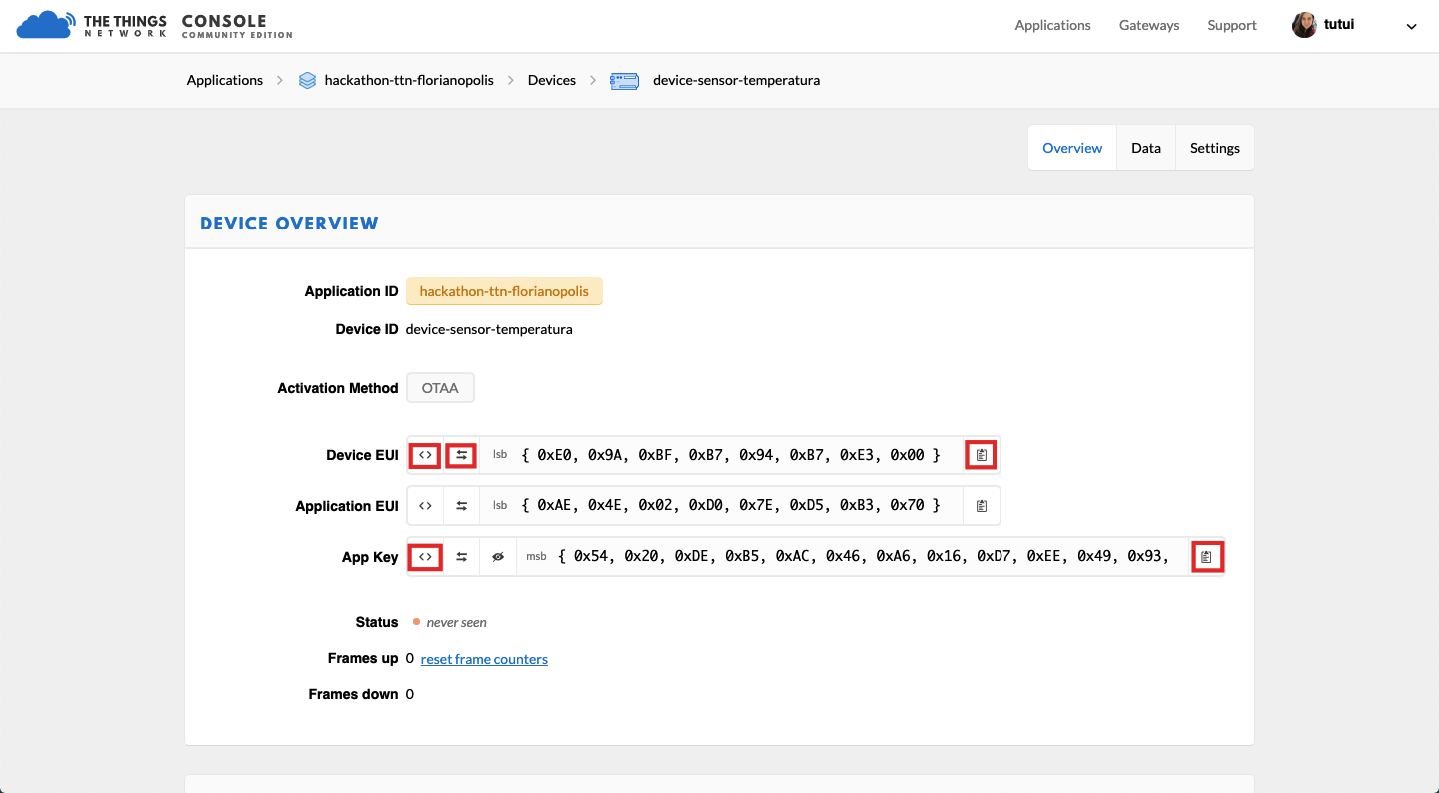 THE THINGS NETWORK CONSOLE COMMUNITY EDITION Applications Gateways Support tutui
Applications > hackathon-ttn-florianopolis > Devices > device-sensor-temperatura
Overview Data Settings
DEVICE OVERVIEW
Application ID hackathon-ttn-florianopolis
Device ID device-sensor-temperatura
Activation Method OTAA
Device EUI <> lsb { 0xE0, 0x9A, 0xBF, 0xB7, 0x94, 0xB7, 0xE3, 0x00 }
Application EUI <> lsb { 0xAE, 0x4E, 0x02, 0xD0, 0x7E, 0xD5, 0xB3, 0x70 }
App Key <> msb { 0x54, 0x20, 0xDE, 0xB5, 0xAC, 0x46, 0xA6, 0x16, 0xD7, 0xEE, 0x49, 0x93,
Status never seen
Frames up 0 reset frame counters
Frames down 0